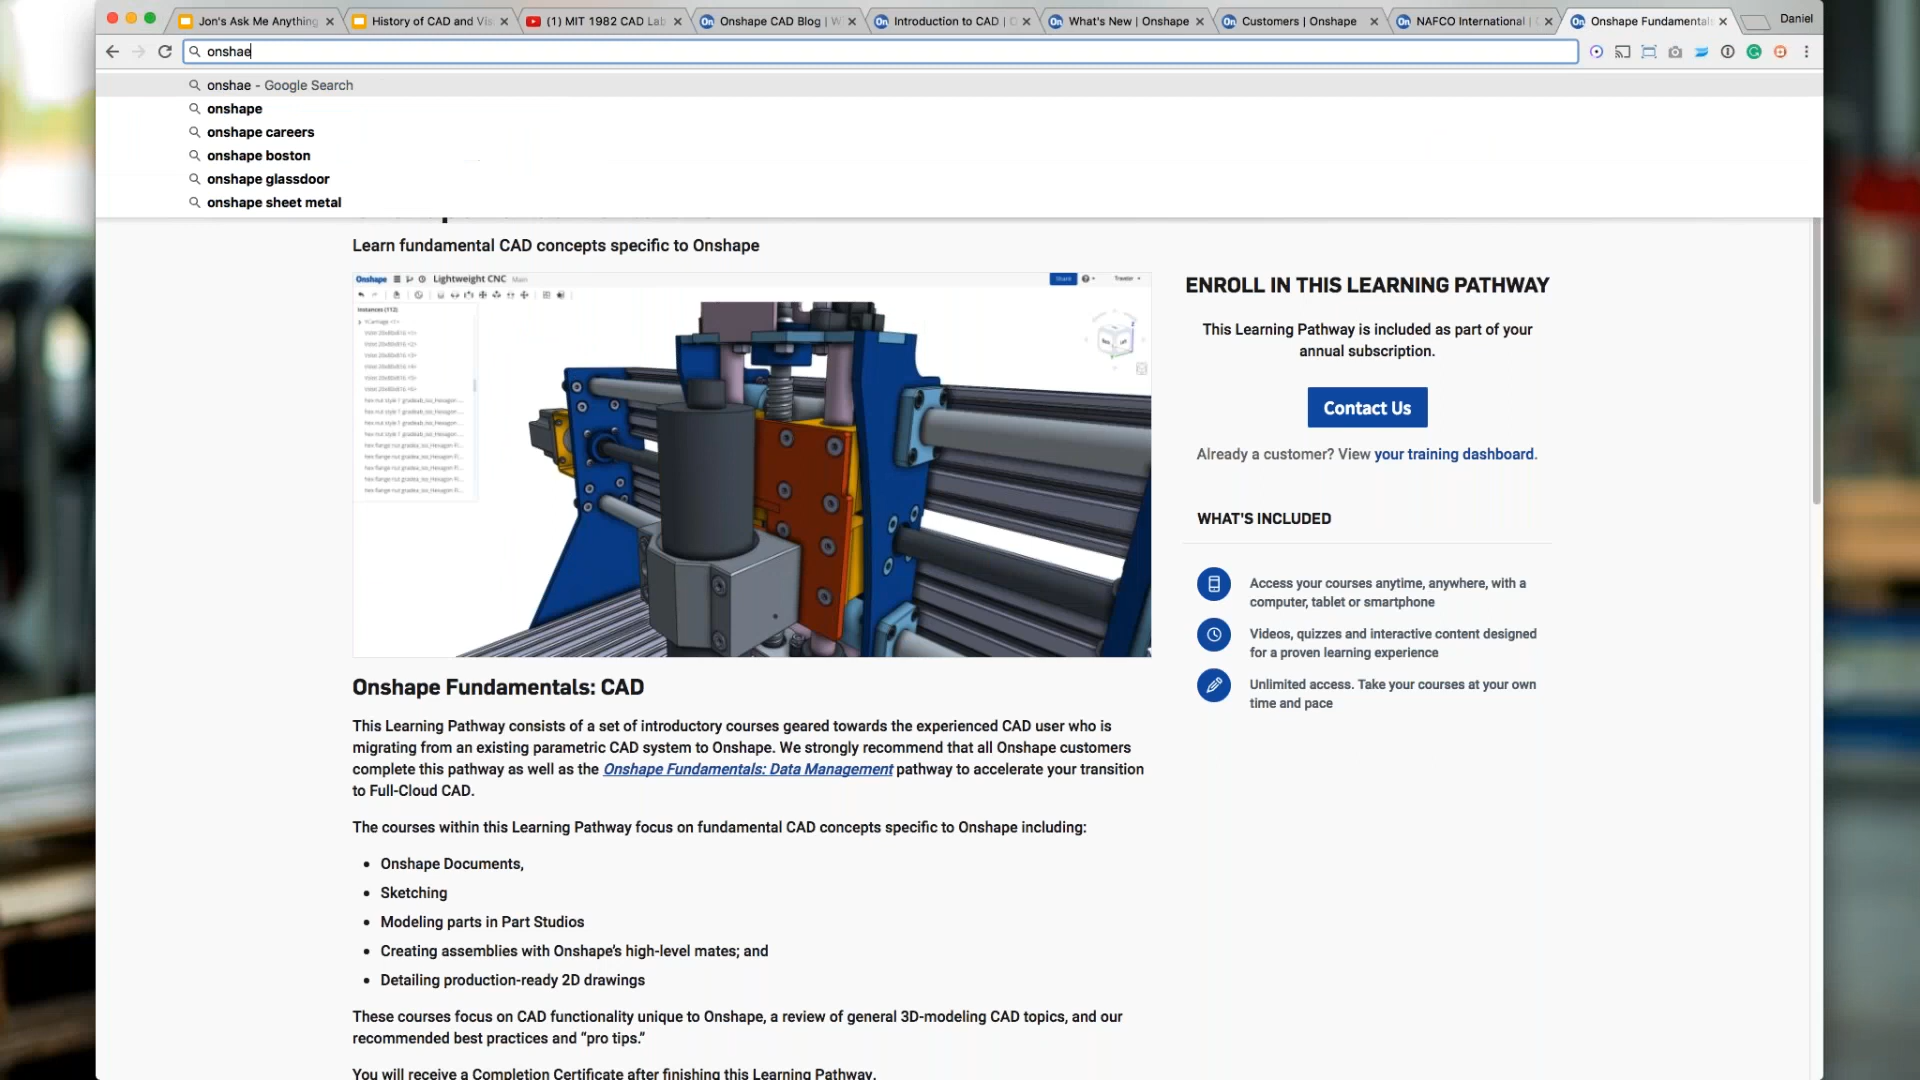 Jon's Ask Me Anything
History of CAD and Vis
(1) MIT 1982 CAD Lab
Onshape CAD Blog | W
Introduction to CAD |
What's New | Onshape
Customers | Onshape
NAFCO International |
Onshape Fundamentals
Daniel
onshae
onshae - Google Search
onshape
onshape careers
onshape boston
onshape glassdoor
onshape sheet metal
Learn fundamental CAD concepts specific to Onshape
Onshape
Lightweight CNC
Main
Share
Instances (112)
ENROLL IN THIS LEARNING PATHWAY
This Learning Pathway is included as part of your
annual subscription.
Contact Us
Already a customer? View your training dashboard.
WHAT'S INCLUDED
Access your courses anytime, anywhere, with a
computer, tablet or smartphone
Videos, quizzes and interactive content designed
for a proven learning experience
Unlimited access. Take your courses at your own
time and pace
Onshape Fundamentals: CAD
This Learning Pathway consists of a set of introductory courses geared towards the experienced CAD user who is
migrating from an existing parametric CAD system to Onshape. We strongly recommend that all Onshape customers
complete this pathway as well as the Onshape Fundamentals: Data Management pathway to accelerate your transition
to Full-Cloud CAD.
The courses within this Learning Pathway focus on fundamental CAD concepts specific to Onshape including:
• Onshape Documents,
• Sketching
• Modeling parts in Part Studios
• Creating assemblies with Onshape's high-level mates; and
• Detailing production-ready 2D drawings
These courses focus on CAD functionality unique to Onshape, a review of general 3D-modeling CAD topics, and our
recommended best practices and “pro tips.”
You will receive a Completion Certificate after finishing this Learning Pathway.